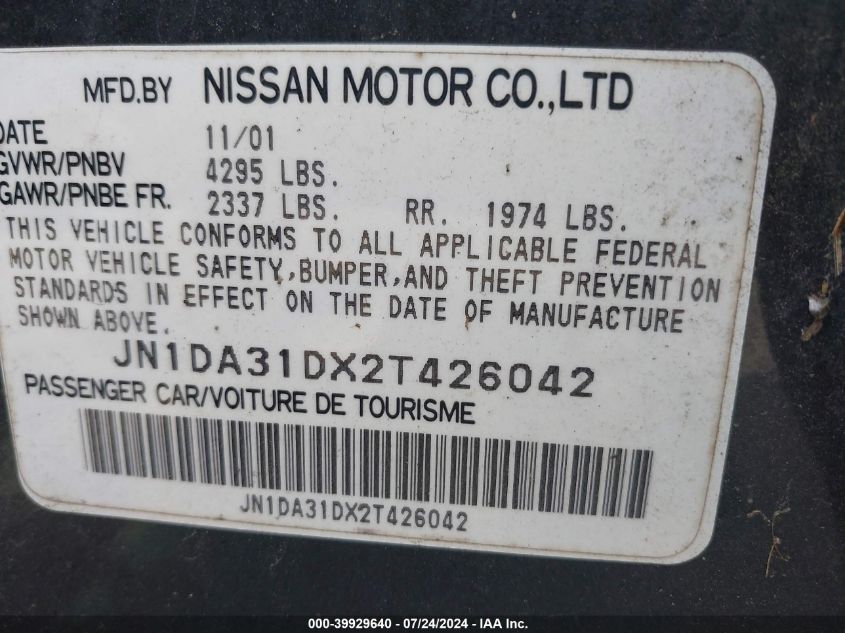 MFD.BY NISSAN MOTOR CO.,LTD
DATE 11/01
GVWR/PNBV 4295 LBS.
GAWR/PNBE FR. 2337 LBS. RR. 1974 LBS.
THIS VEHICLE CONFORMS TO ALL APPLICABLE FEDERAL
MOTOR VEHICLE SAFETY,BUMPER,AND THEFT PREVENTION
STANDARDS IN EFFECT ON THE DATE OF MANUFACTURE
SHOWN ABOVE.
JN1DA31DX2T426042
PASSENGER CAR/VOITURE DE TOURISME
JN1DA31DX2T426042
000-39929640 - 07/24/2024 - IAA Inc.